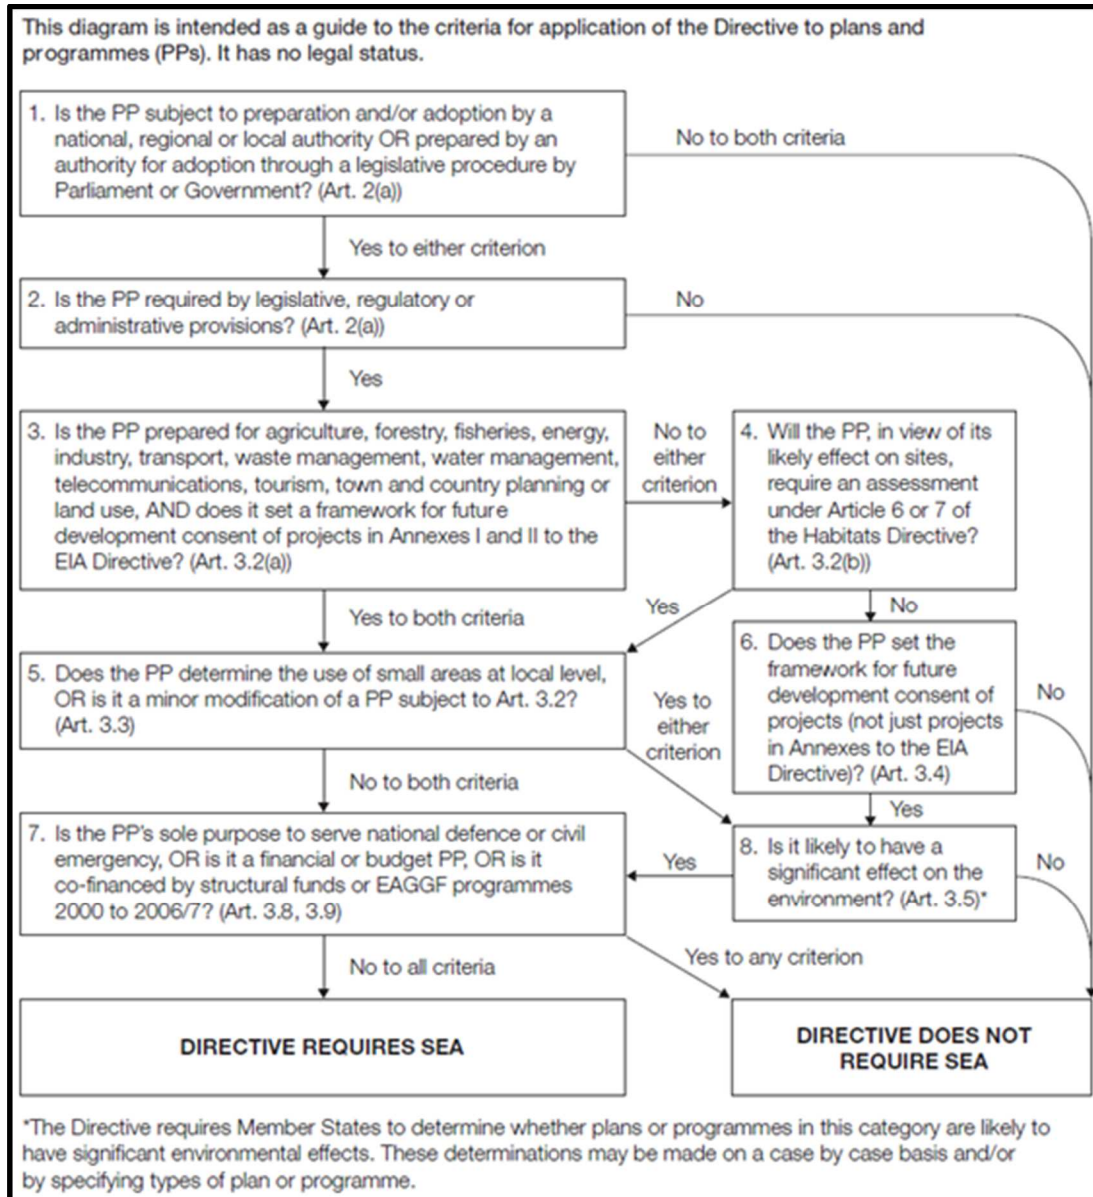 This diagram is intended as a guide to the criteria for application of the Directive to plans and
programmes (PPs). It has no legal status.
1. Is the PP subject to preparation and/or adoption by a
national, regional or local authority OR prepared by an
authority for adoption through a legislative procedure by
Parliament or Government? (Art. 2(a))
No to both criteria
Yes to either criterion
2. Is the PP required by legislative, regulatory or
administrative provisions? (Art. 2(a))
No
Yes
3. Is the PP prepared for agriculture, forestry, fisheries, energy,
industry, transport, waste management, water management,
telecommunications, tourism, town and country planning or
land use, AND does it set a framework for future
development consent of projects in Annexes I and II to the
EIA Directive? (Art. 3.2(a))
No to
either
criterion
4. Will the PP, in view of its
likely effect on sites,
require an assessment
under Article 6 or 7 of
the Habitats Directive?
(Art. 3.2(b))
Yes to both criteria
Yes
No
5. Does the PP determine the use of small areas at local level,
OR is it a minor modification of a PP subject to Art. 3.2?
(Art. 3.3)
Yes to
either
criterion
6. Does the PP set the
framework for future
development consent of
projects (not just projects
in Annexes to the EIA
Directive)? (Art. 3.4)
No
No to both criteria
Yes
7. Is the PP's sole purpose to serve national defence or civil
emergency, OR is it a financial or budget PP, OR is it
co-financed by structural funds or EAGGF programmes
2000 to 2006/7? (Art. 3.8, 3.9)
Yes
8. Is it likely to have a
significant effect on the
environment? (Art. 3.5)*
No
No to all criteria
Yes to any criterion
DIRECTIVE REQUIRES SEA
DIRECTIVE DOES NOT
REQUIRE SEA
*The Directive requires Member States to determine whether plans or programmes in this category are likely to
have significant environmental effects. These determinations may be made on a case by case basis and/or
by specifying types of plan or programme.